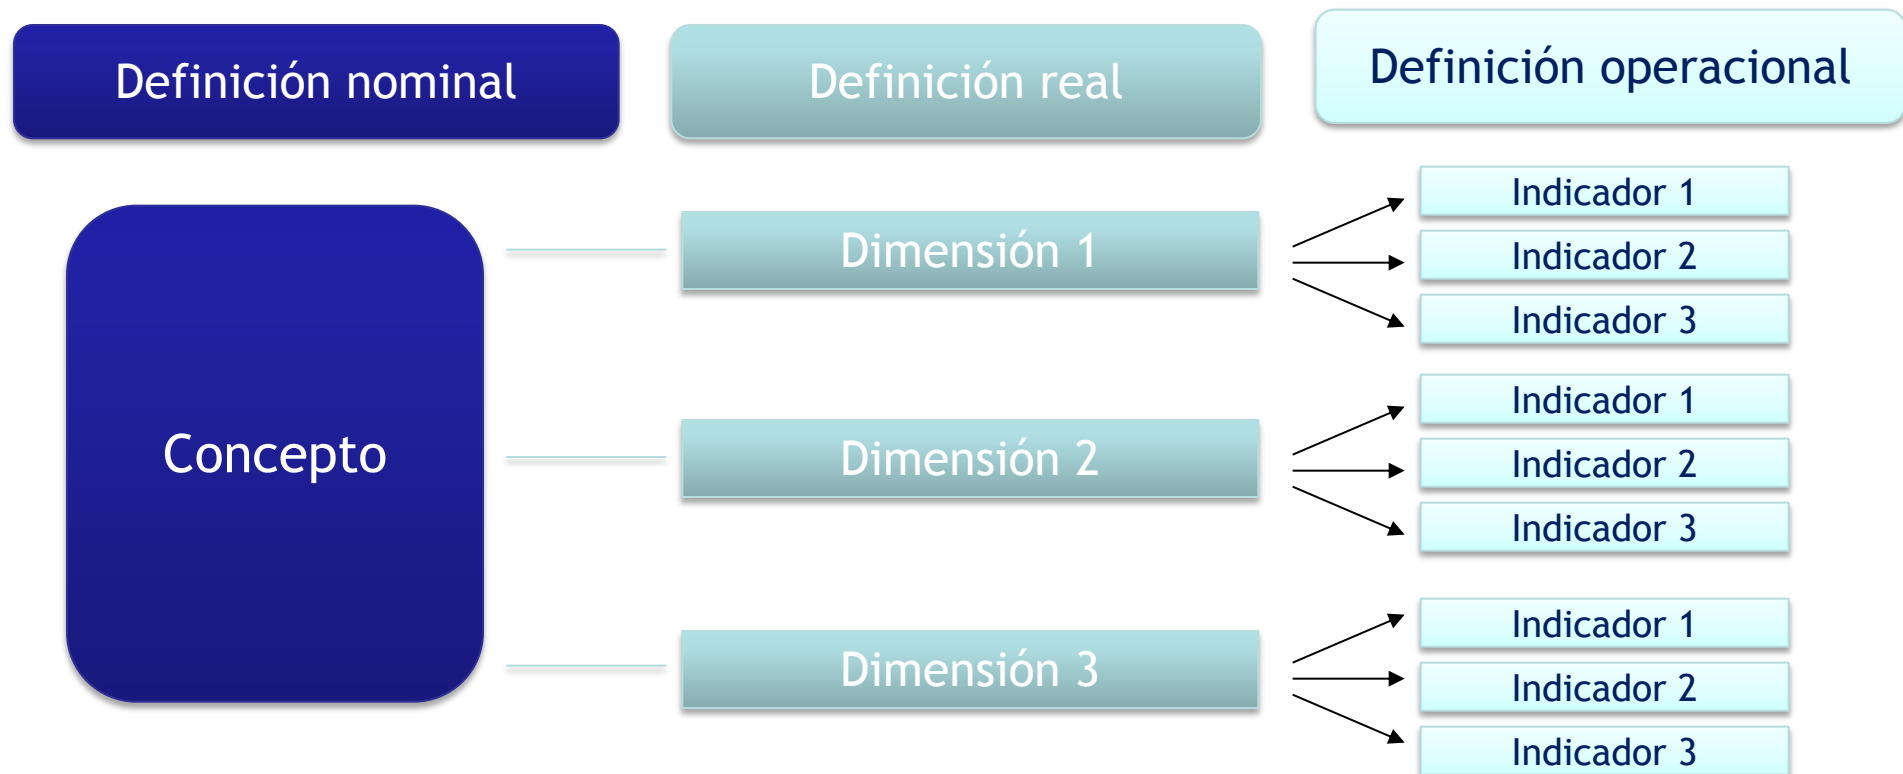 Definición nominal
Definición real
Definición operacional
Concepto
Dimensión 1
Indicador 1
Indicador 2
Indicador 3
Dimensión 2
Indicador 1
Indicador 2
Indicador 3
Dimensión 3
Indicador 1
Indicador 2
Indicador 3